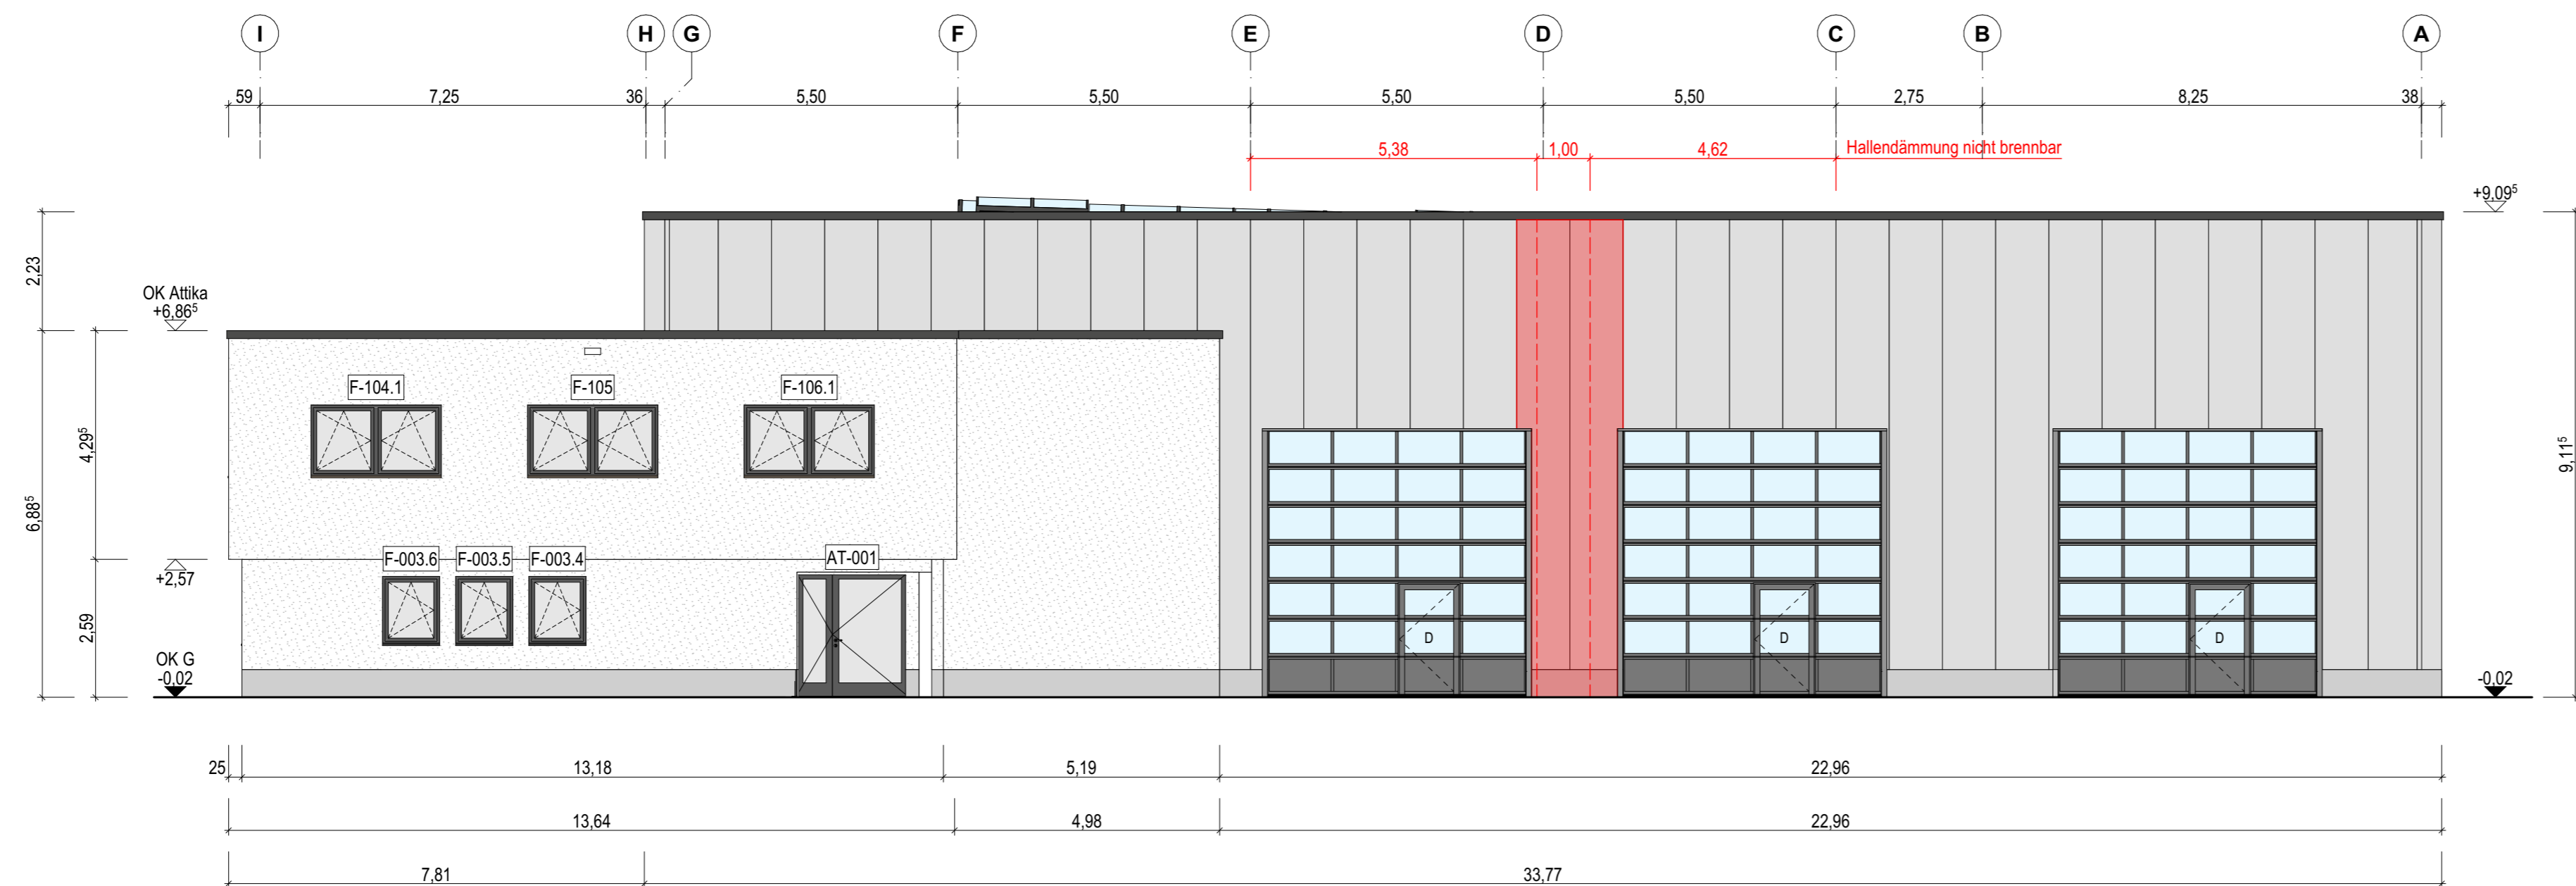 I H G F E D C B A
59 7,25 36 5,50 5,50 5,50 5,50 2,75 8,25 38
5,38 1,00 4,62 Hallendämmung nicht brennbar
+9,09⁵
2,23
OK Attika
+6,86⁵
F-104.1 F-105 F-106.1
4,29⁵
6,88⁵
9,11⁵
F-003.6 F-003.5 F-003.4 AT-001
+2,57
2,59
D D D
OK G
-0,02
-0,02
25 13,18 5,19 22,96
13,64 4,98 22,96
7,81 33,77